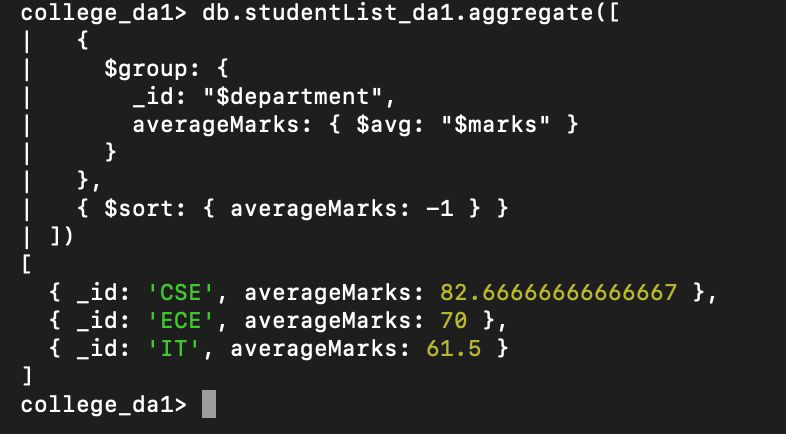 college_da1> db.studentList_da1.aggregate([
|   {
|     $group: {
|       _id: "$department",
|       averageMarks: { $avg: "$marks" }
|     }
|   },
|   { $sort: { averageMarks: -1 } }
| ])
[
  { _id: 'CSE', averageMarks: 82.66666666666667 },
  { _id: 'ECE', averageMarks: 70 },
  { _id: 'IT', averageMarks: 61.5 }
]
college_da1>